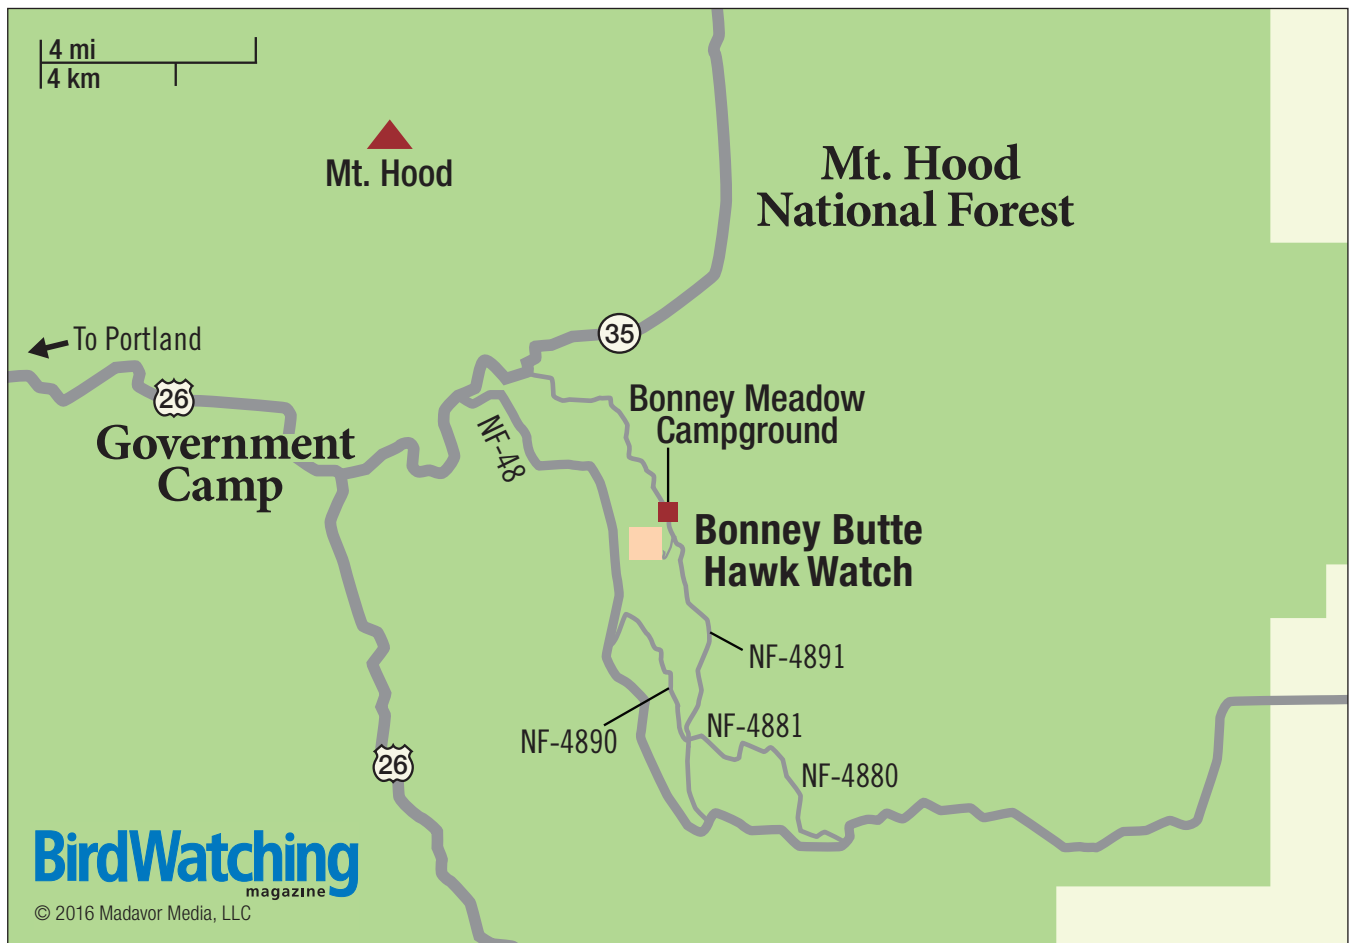 4 mi
4 km
Mt. Hood
Mt. Hood
National Forest
To Portland
35
26
Government
Camp
NF-48
Bonney Meadow
Campground
Bonney Butte
Hawk Watch
NF-4891
NF-4890
NF-4881
NF-4880
26
BirdWatching
magazine
© 2016 Madavor Media, LLC